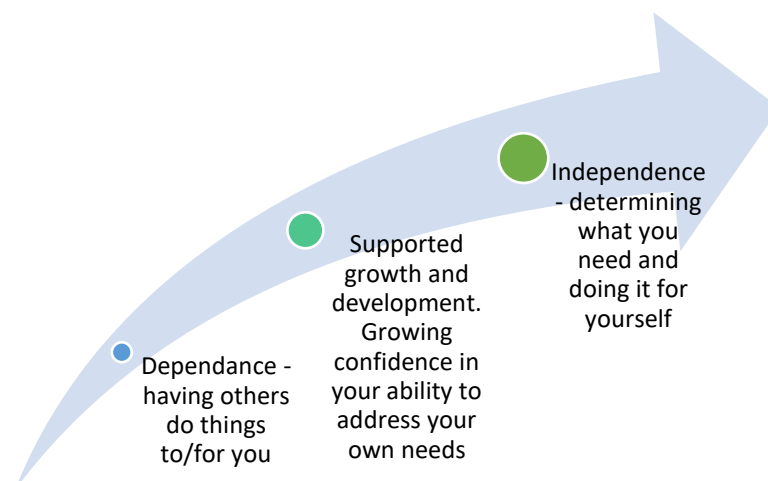 Dependance -
having others
do things
to/for you
Supported
growth and
development.
Growing
confidence in
your ability to
address your
own needs
Independence
- determining
what you
need and
doing it for
yourself